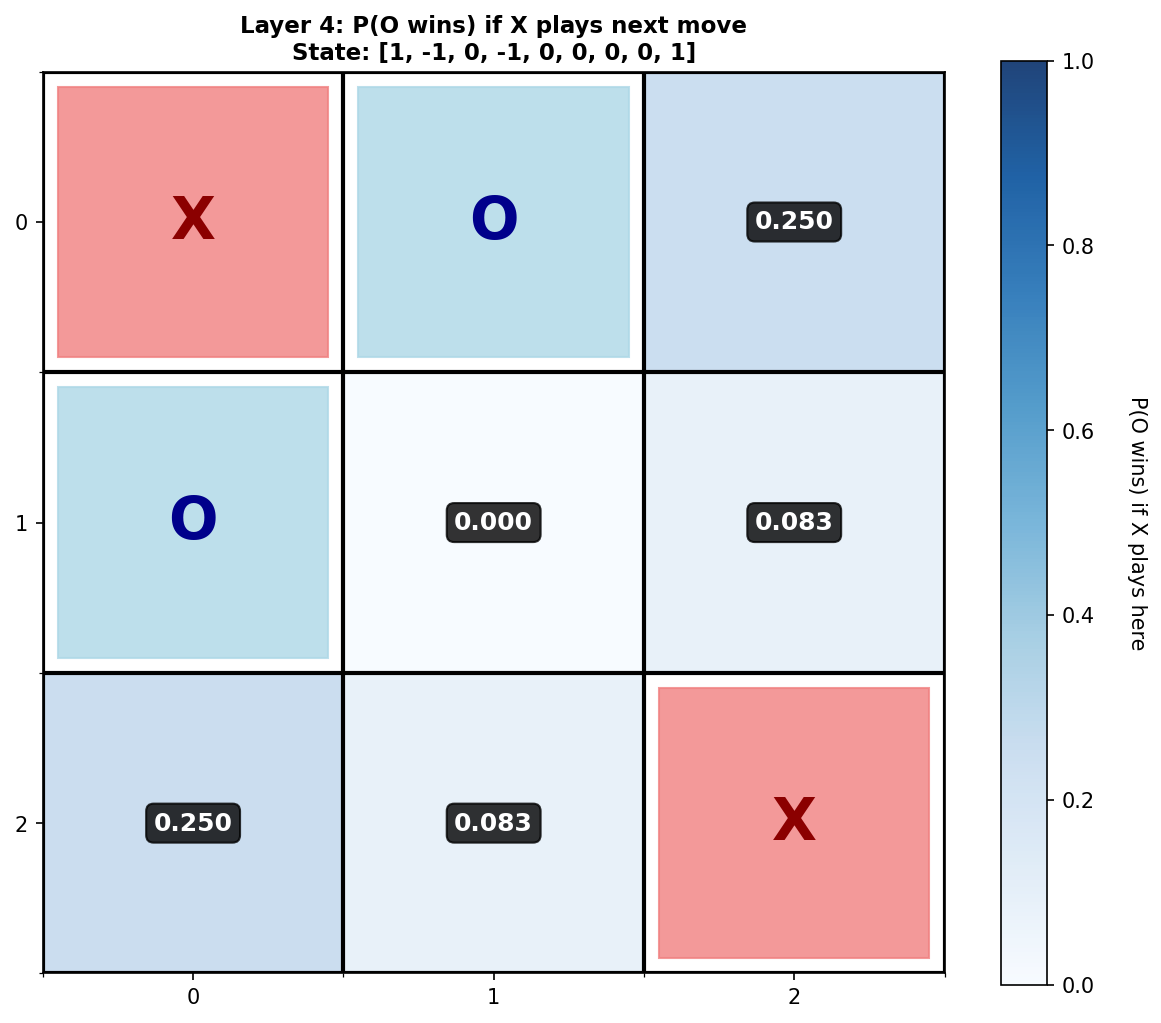 Layer 4: P(O wins) if X plays next move
State: [1, -1, 0, -1, 0, 0, 0, 0, 1]
0
X
O
0.250
1
O
0.000
0.083
2
0.250
0.083
X
0
1
2
1.0
0.8
0.6
0.4
0.2
0.0
P(O wins) if X plays here